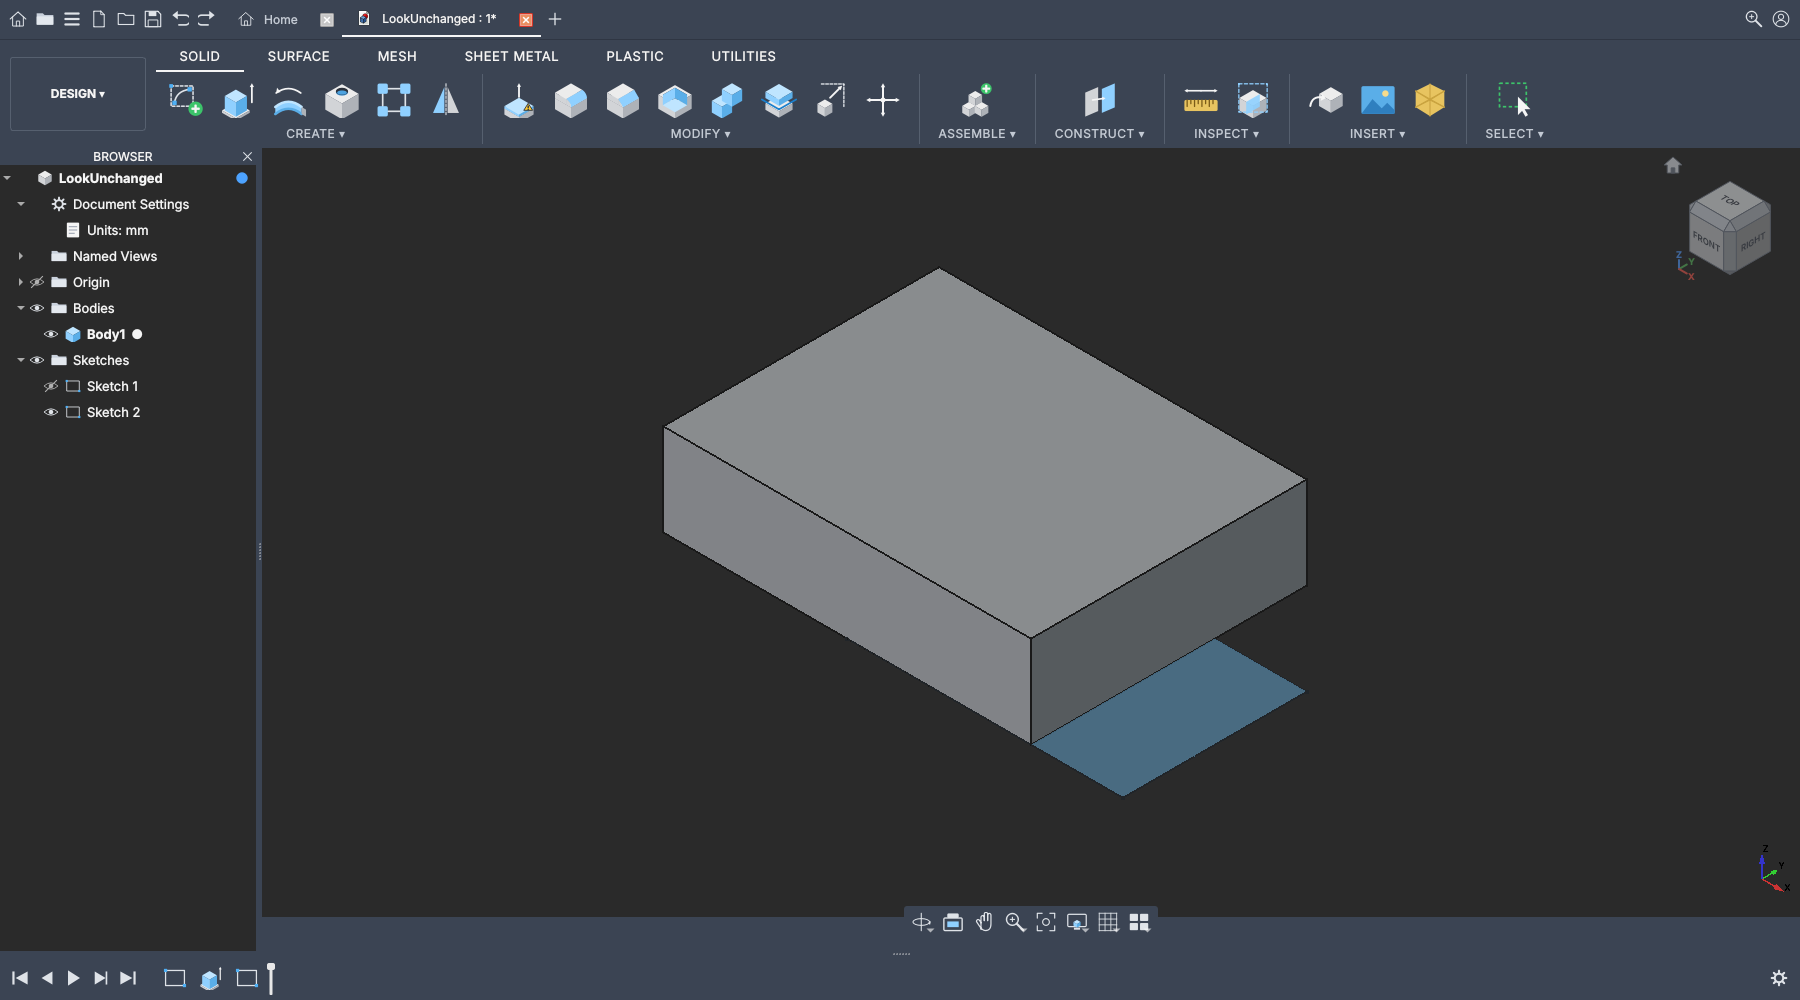 Home
LookUnchanged : 1*
DESIGN ▾
SOLID
SURFACE
MESH
SHEET METAL
PLASTIC
UTILITIES
CREATE ▾
MODIFY ▾
ASSEMBLE ▾
CONSTRUCT ▾
INSPECT ▾
INSERT ▾
SELECT ▾
BROWSER
LookUnchanged
Document Settings
Units: mm
Named Views
Origin
Bodies
Body1
Sketches
Sketch 1
Sketch 2
TOP
FRONT
RIGHT
Z
Y
X
Z
Y
X